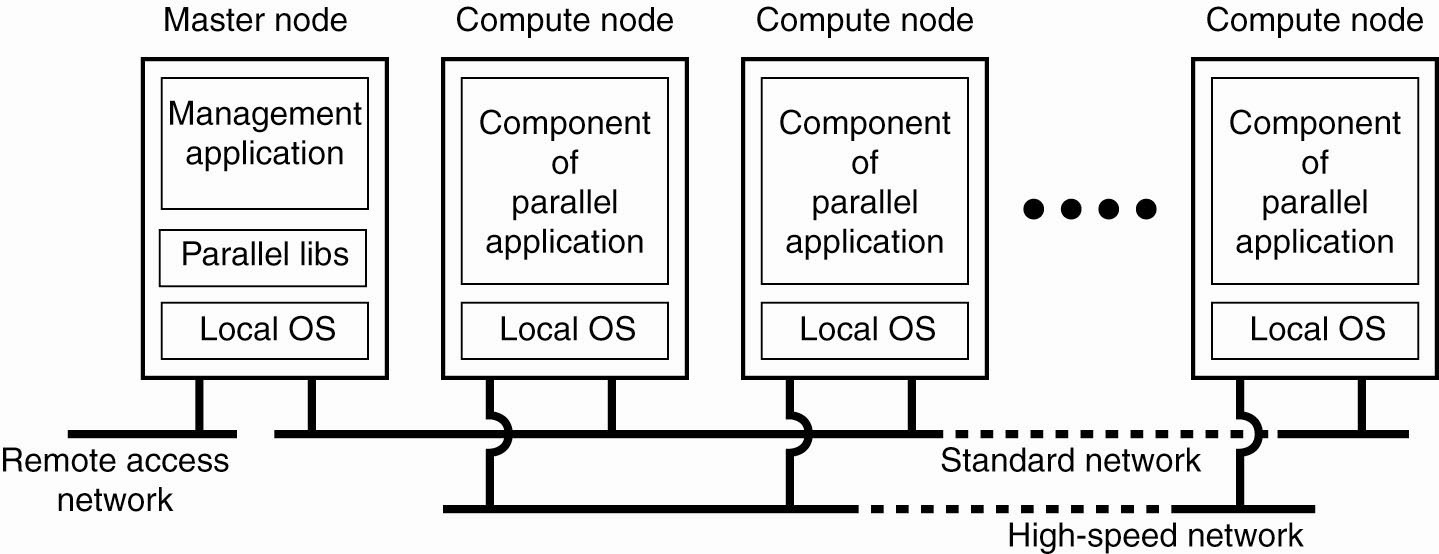 Master node
Compute node
Compute node
Compute node
Management
application
Parallel libs
Local OS
Component
of
parallel
application
Local OS
Component
of
parallel
application
Local OS
Component
of
parallel
application
Local OS
Remote access
network
Standard network
High-speed network